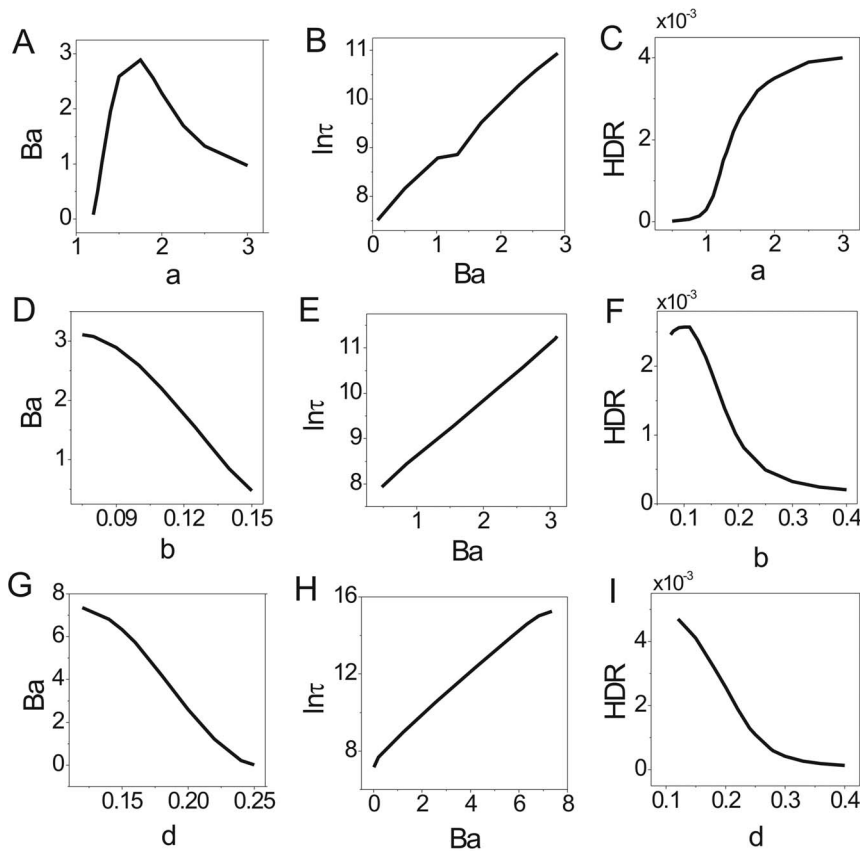 A
Ba
3
2
1
0
1 2 3
a
B
lnτ
11
10
9
8
0 1 2 3
Ba
C
x10-3
HDR
4
2
0
1 2 3
a
D
Ba
3
2
1
0.09 0.12 0.15
b
E
lnτ
11
10
9
8
1 2 3
Ba
F
x10-3
HDR
2
1
0
0.1 0.2 0.3 0.4
b
G
Ba
8
6
4
2
0
0.15 0.20 0.25
d
H
lnτ
16
12
8
0 2 4 6 8
Ba
I
x10-3
HDR
4
2
0
0.1 0.2 0.3 0.4
d